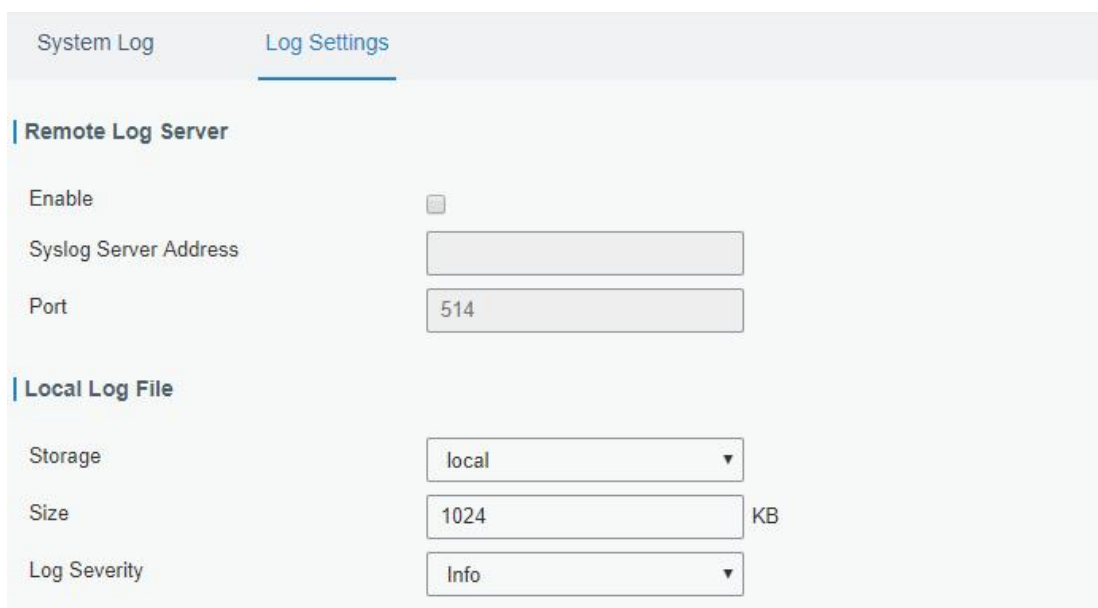 System Log Log Settings
Remote Log Server
Enable
Syslog Server Address
Port 514
Local Log File
Storage local
Size 1024 KB
Log Severity Info